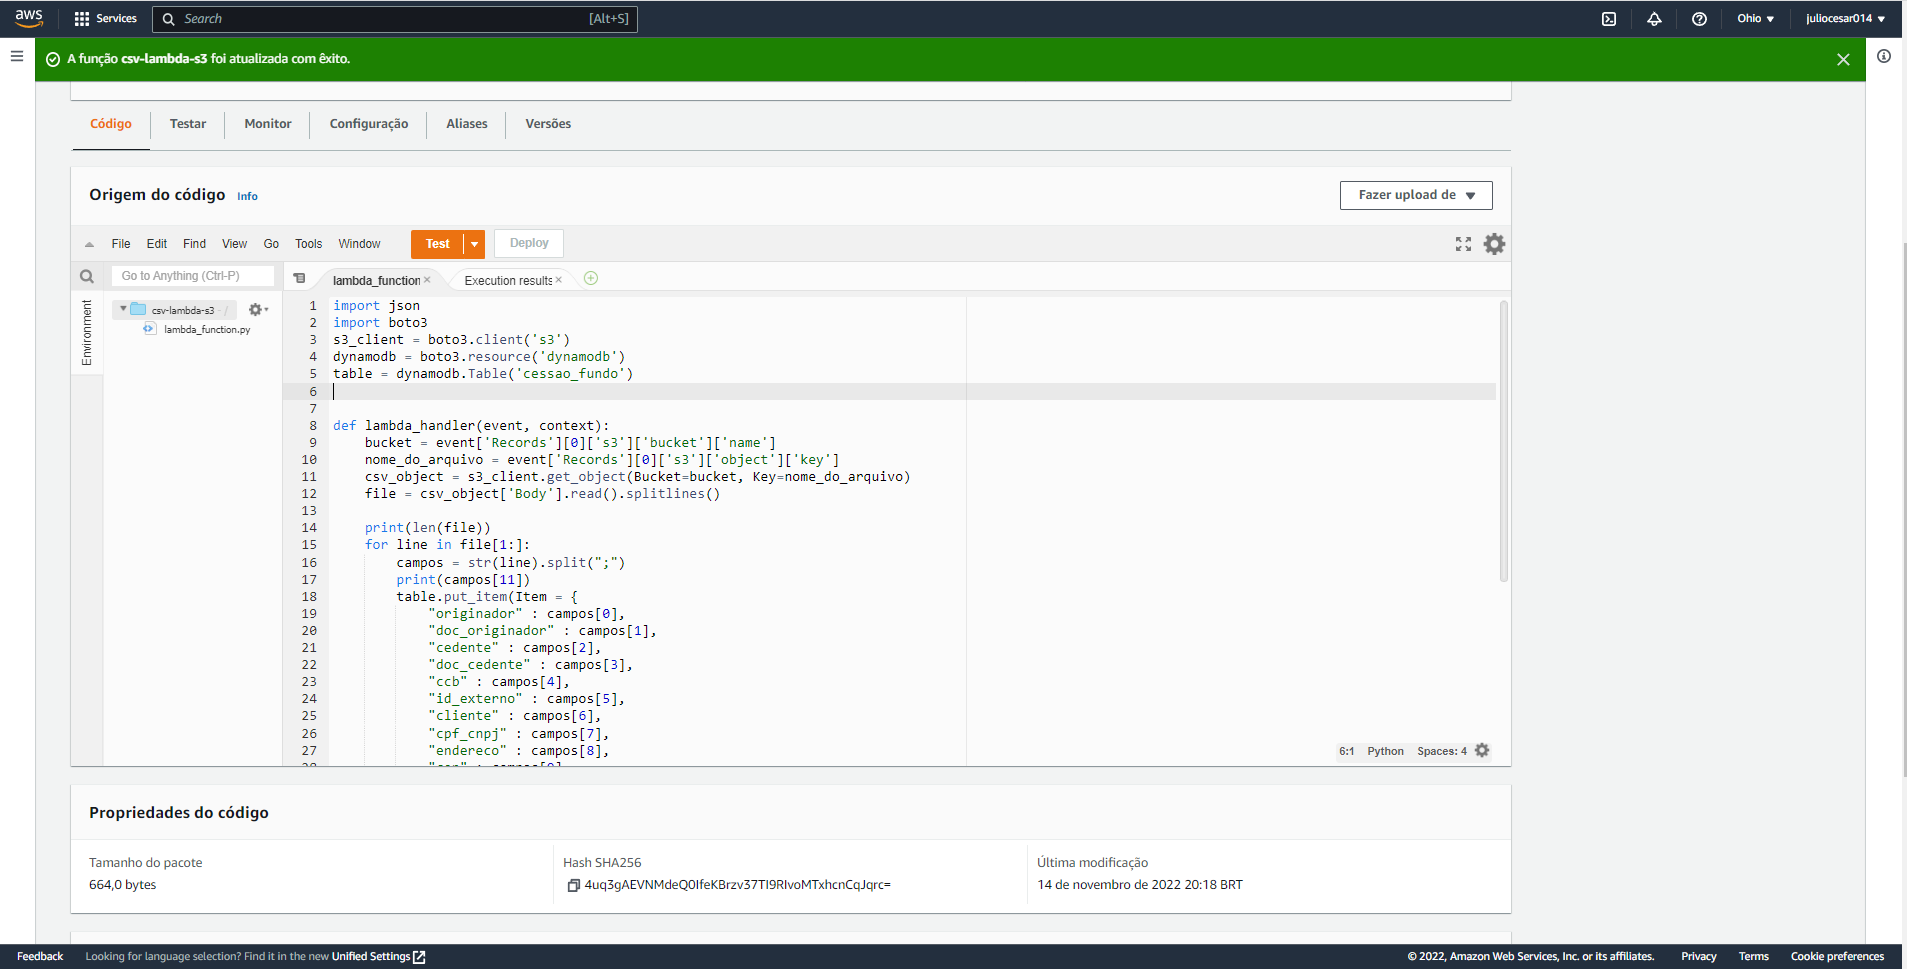 aws Services Search [Alt+S] Ohio ▼ juliocesar014 ▼
A função csv-lambda-s3 foi atualizada com êxito.
Código Testar Monitor Configuração Aliases Versões
Origem do código Info Fazer upload de ▼
File Edit Find View Go Tools Window Test Deploy
Go to Anything (Ctrl-P) lambda_function × Execution results ×
Environment
csv-lambda-s3 - /
lambda_function.py
1 import json
2 import boto3
3 s3_client = boto3.client('s3')
4 dynamodb = boto3.resource('dynamodb')
5 table = dynamodb.Table('cessao_fundo')
6
7
8 def lambda_handler(event, context):
9 bucket = event['Records'][0]['s3']['bucket']['name']
10 nome_do_arquivo = event['Records'][0]['s3']['object']['key']
11 csv_object = s3_client.get_object(Bucket=bucket, Key=nome_do_arquivo)
12 file = csv_object['Body'].read().splitlines()
13
14 print(len(file))
15 for line in file[1:]:
16 campos = str(line).split(";")
17 print(campos[11])
18 table.put_item(Item = {
19 "originador" : campos[0],
20 "doc_originador" : campos[1],
21 "cedente" : campos[2],
22 "doc_cedente" : campos[3],
23 "ccb" : campos[4],
24 "id_externo" : campos[5],
25 "cliente" : campos[6],
26 "cpf_cnpj" : campos[7],
27 "endereco" : campos[8],
6:1 Python Spaces: 4
Propriedades do código
Tamanho do pacote
664,0 bytes
Hash SHA256
4uq3gAEVNMdeQ0IfeKBrzv37TI9RIvoMTxhcnCqJqrc=
Última modificação
14 de novembro de 2022 20:18 BRT
Feedback Looking for language selection? Find it in the new Unified Settings © 2022, Amazon Web Services, Inc. or its affiliates. Privacy Terms Cookie preferences